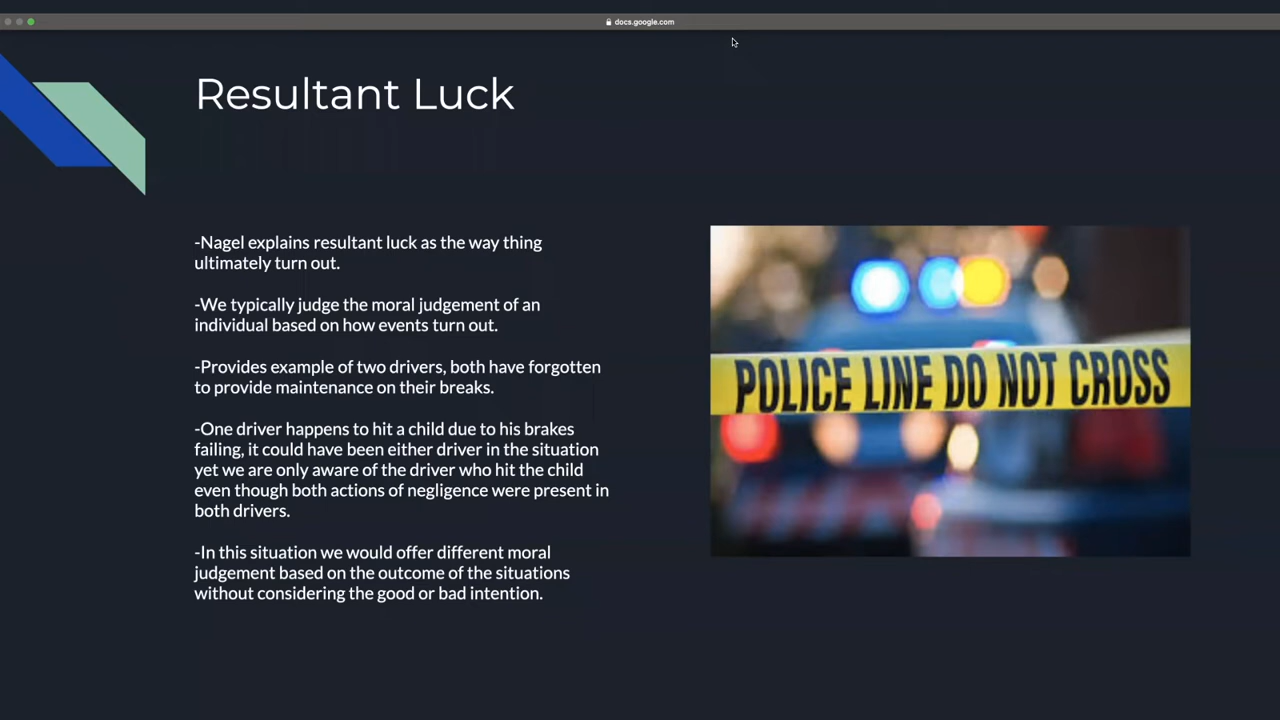 docs.google.com
Resultant Luck
-Nagel explains resultant luck as the way thing
ultimately turn out.
-We typically judge the moral judgement of an
individual based on how events turn out.
-Provides example of two drivers, both have forgotten
to provide maintenance on their breaks.
-One driver happens to hit a child due to his brakes
failing, it could have been either driver in the situation
yet we are only aware of the driver who hit the child
even though both actions of negligence were present in
both drivers.
-In this situation we would offer different moral
judgement based on the outcome of the situations
without considering the good or bad intention.
POLICE LINE DO NOT CROSS